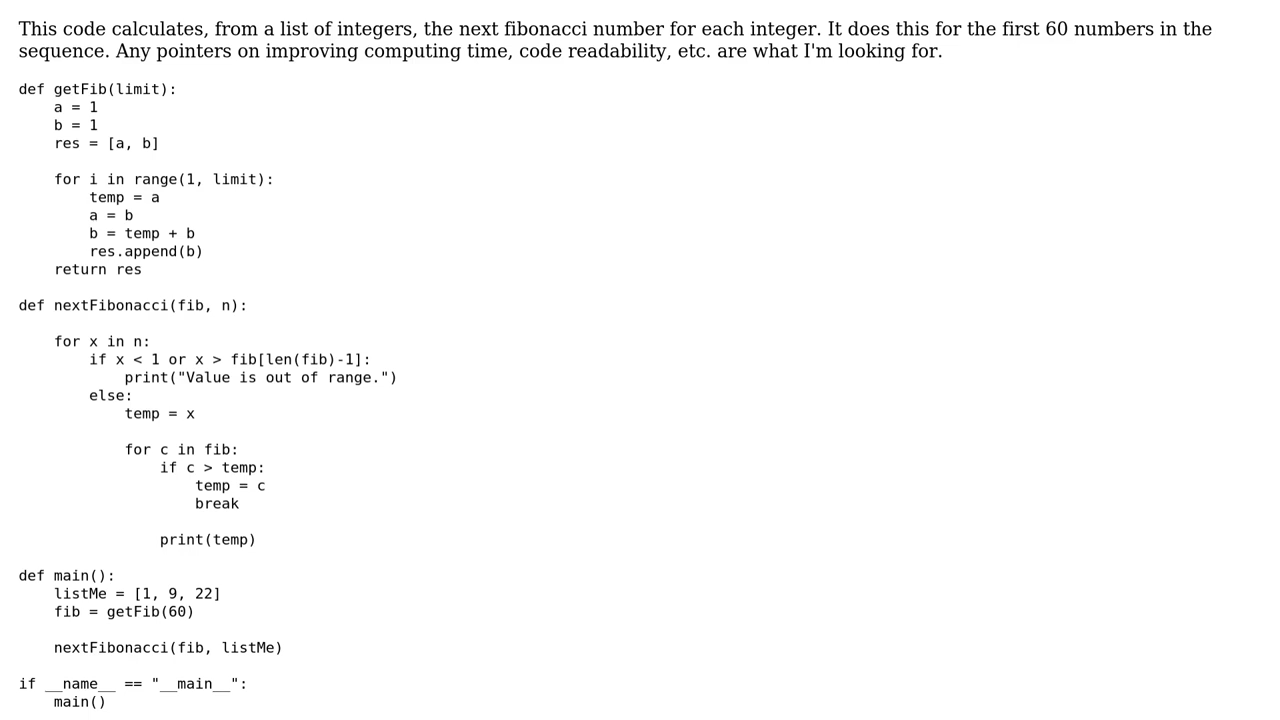 This code calculates, from a list of integers, the next fibonacci number for each integer. It does this for the first 60 numbers in the
sequence. Any pointers on improving computing time, code readability, etc. are what I'm looking for.

def getFib(limit):
    a = 1
    b = 1
    res = [a, b]

    for i in range(1, limit):
        temp = a
        a = b
        b = temp + b
        res.append(b)
    return res

def nextFibonacci(fib, n):

    for x in n:
        if x < 1 or x > fib[len(fib)-1]:
            print("Value is out of range.")
        else:
            temp = x

            for c in fib:
                if c > temp:
                    temp = c
                    break

                print(temp)

def main():
    listMe = [1, 9, 22]
    fib = getFib(60)

    nextFibonacci(fib, listMe)

if __name__ == "__main__":
    main()